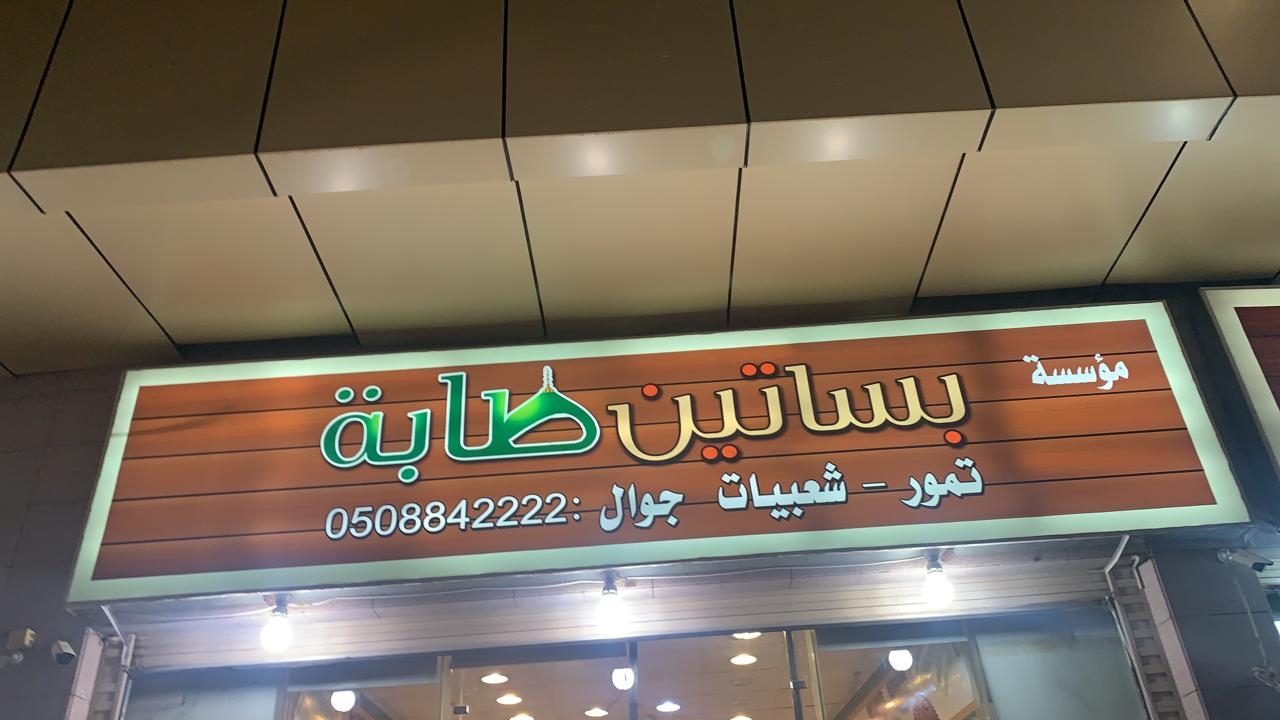 مؤسسة
بساتين طابة
تمور - شعبيات جوال: 0508842222